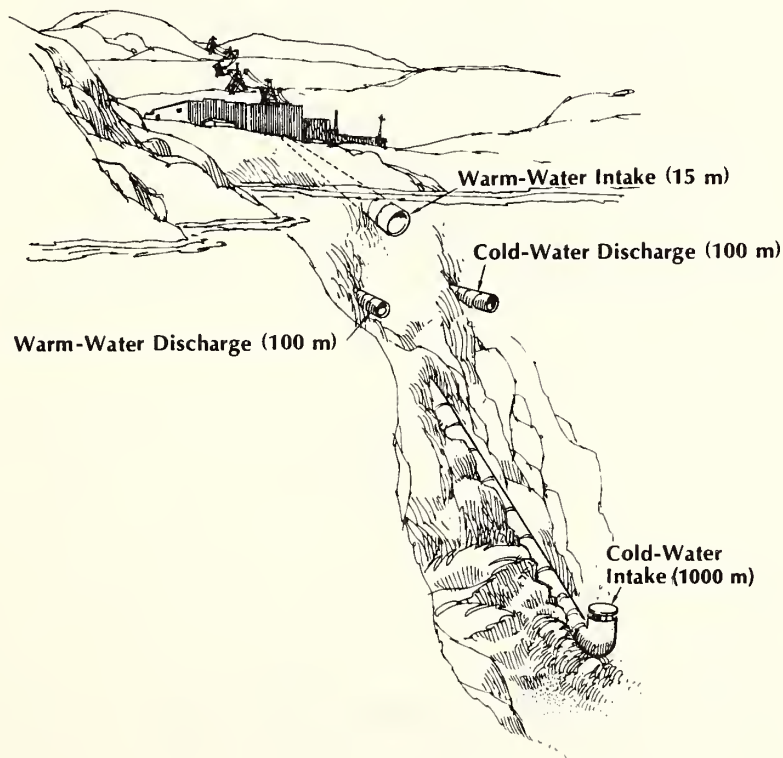 Warm-Water Intake (15 m)
Cold-Water Discharge (100 m)
Warm-Water Discharge (100 m)
Cold-Water
Intake (1000 m)